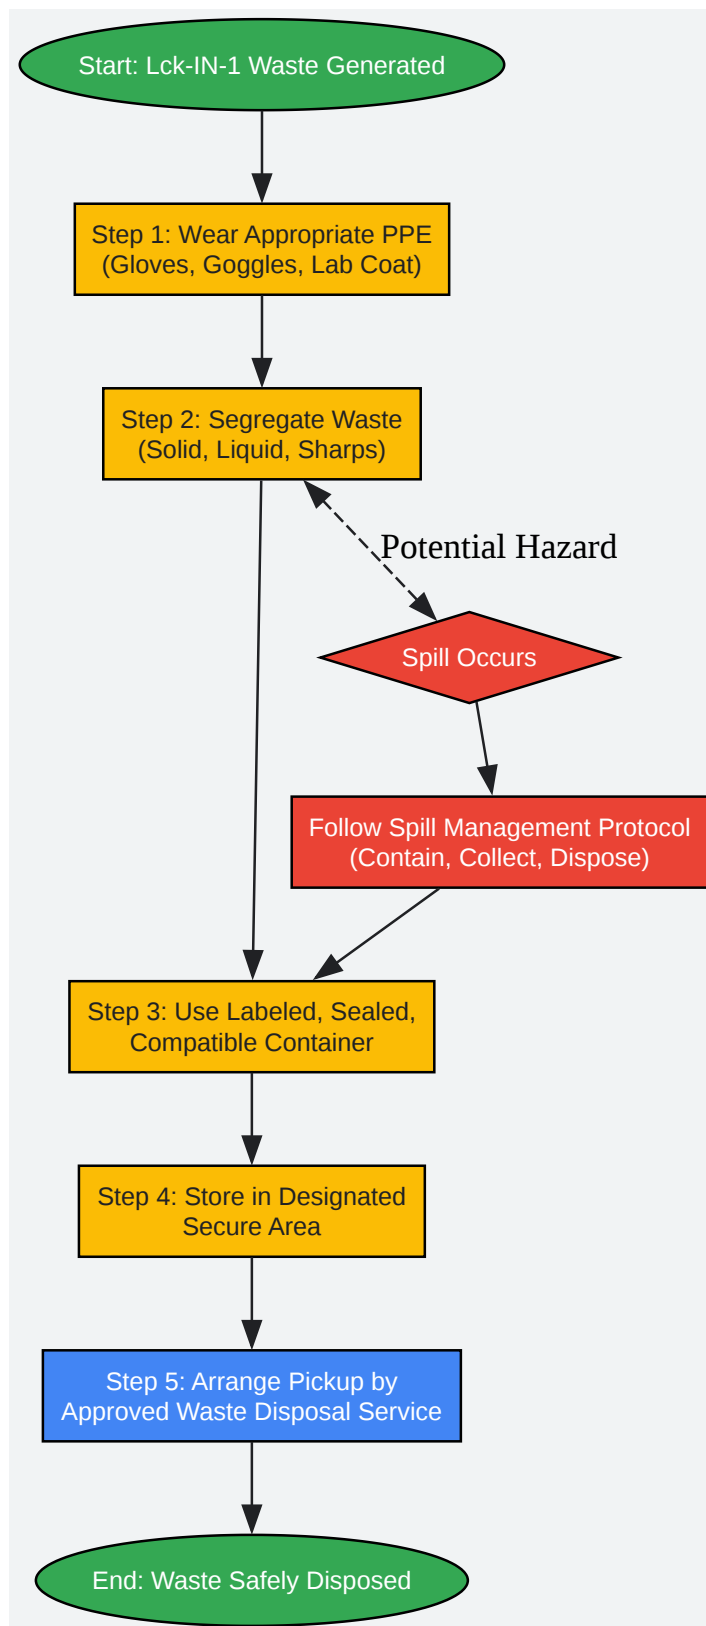 Start: Lck-IN-1 Waste Generated
Step 1: Wear Appropriate PPE
(Gloves, Goggles, Lab Coat)
Step 2: Segregate Waste
(Solid, Liquid, Sharps)
Potential Hazard
Spill Occurs
Follow Spill Management Protocol
(Contain, Collect, Dispose)
Step 3: Use Labeled, Sealed,
Compatible Container
Step 4: Store in Designated
Secure Area
Step 5: Arrange Pickup by
Approved Waste Disposal Service
End: Waste Safely Disposed